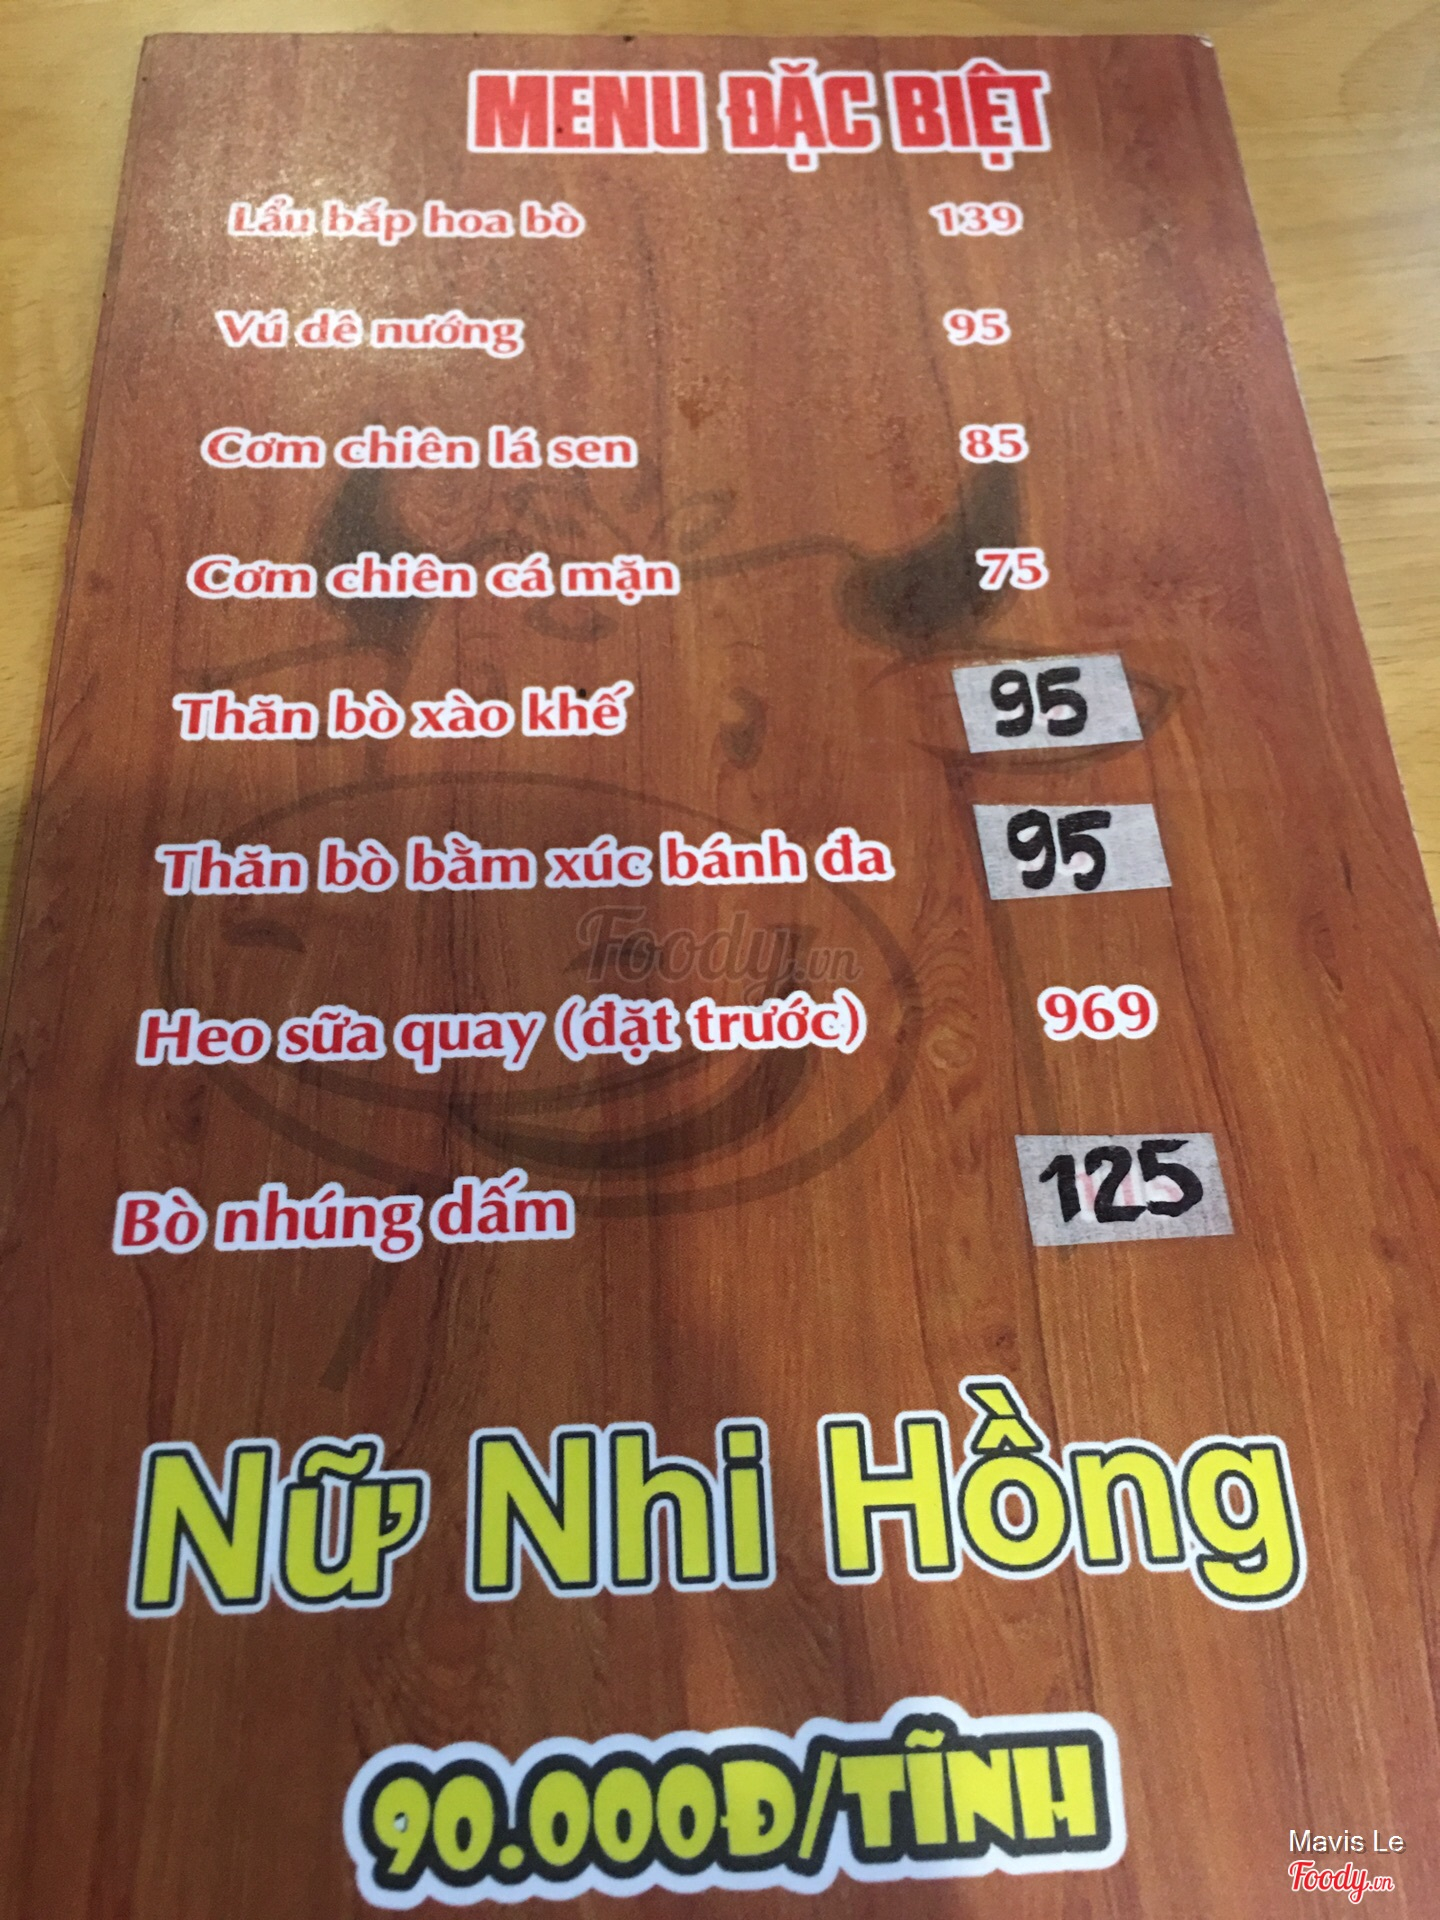 MENU ĐẶC BIỆT
Lẩu bắp hoa bò 139
Vú dê nướng 95
Cơm chiên lá sen 85
Cơm chiên cá mặn 75
Thăn bò xào khế 95
Thăn bò bằm xúc bánh đa 95
Foody.vn
Heo sữa quay (đặt trước) 969
Bò nhúng dấm 125
Nữ Nhi Hồng
90.000Đ/TĨNH
Mavis Le
Foody.vn